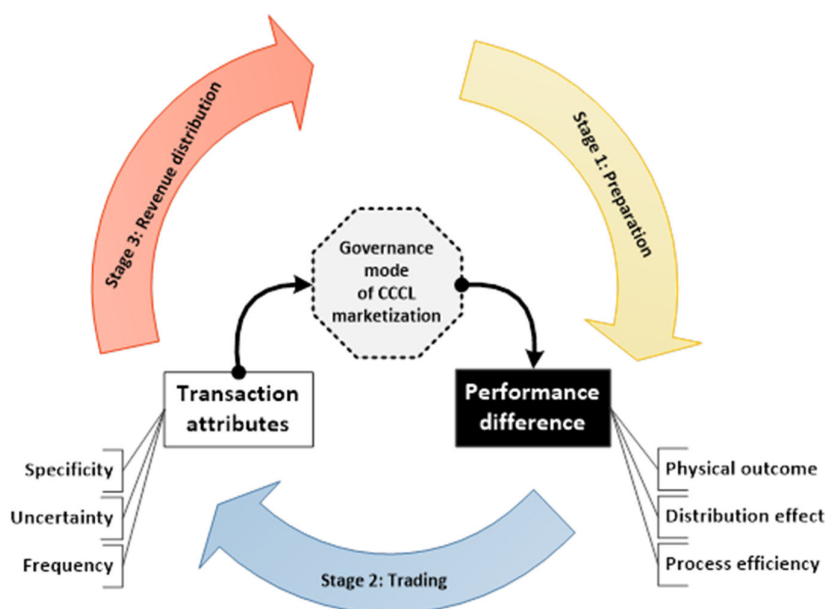 Stage 3: Revenue distribution
Stage 1: Preparation
Governance
mode
of CCCL
marketization
Transaction
attributes
Performance
difference
Specificity
Uncertainty
Frequency
Physical outcome
Distribution effect
Process efficiency
Stage 2: Trading